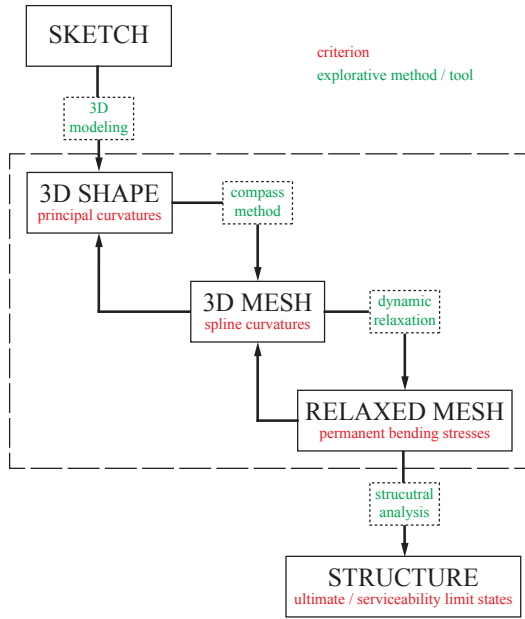 SKETCH
criterion
explorative method / tool
3D
modeling
3D SHAPE
principal curvatures
compass
method
3D MESH
spline curvatures
dynamic
relaxation
RELAXED MESH
permanent bending stresses
strucutral
analysis
STRUCTURE
ultimate / serviceability limit states